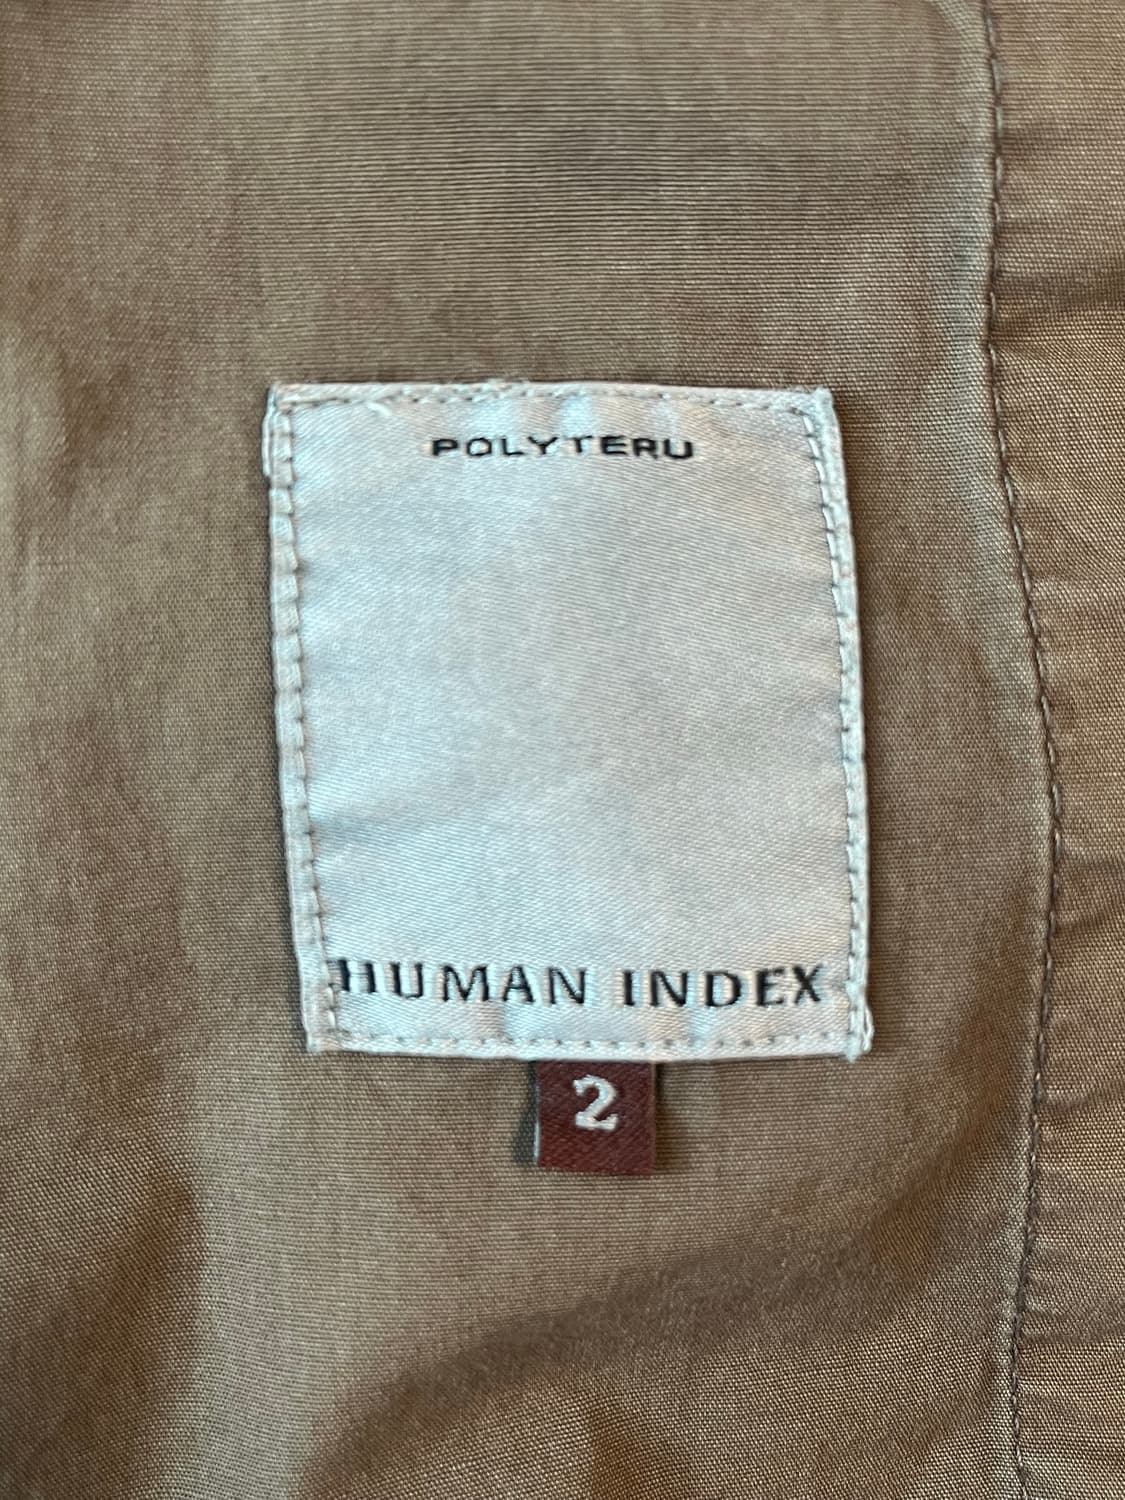 POLYTERU
HUMAN INDEX
2